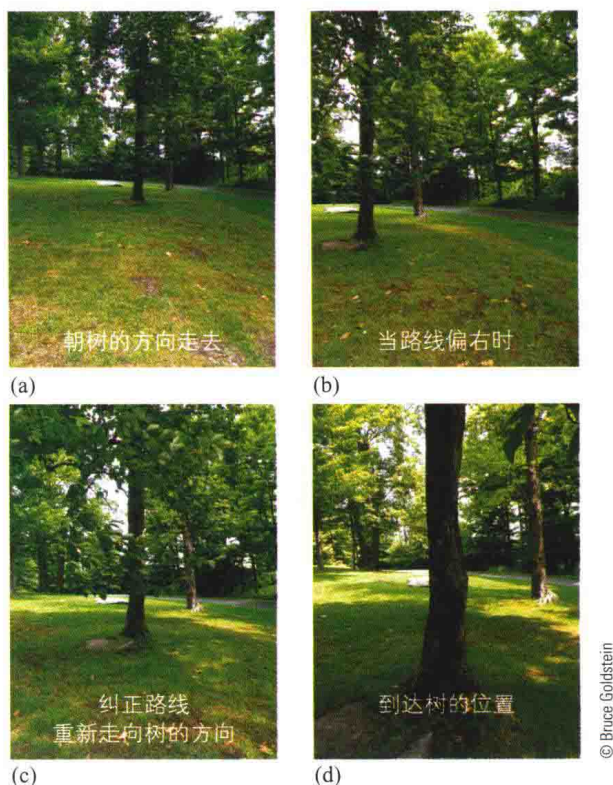 朝树的方向走去
当路线偏右时
(a)
(b)
纠正路线
重新走向树的方向
到达树的位置
(c)
(d)
© Bruce Goldstein